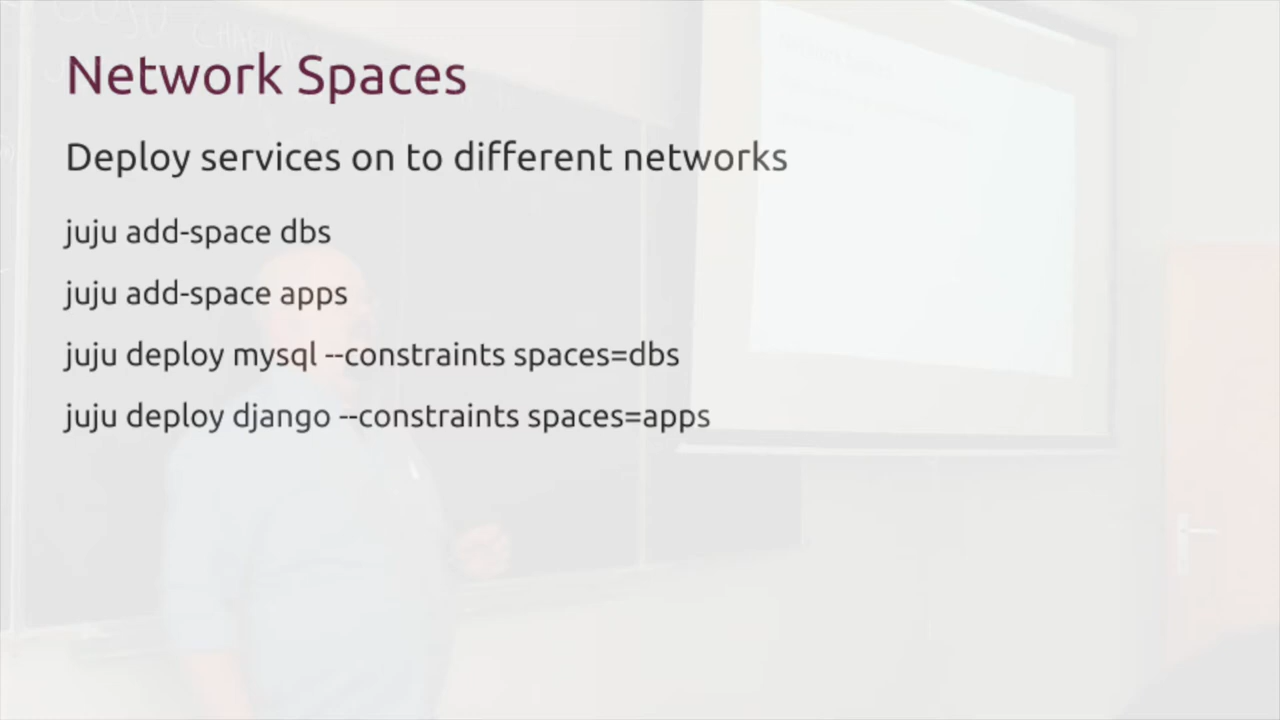 Network Spaces
Deploy services on to different networks
juju add-space dbs
juju add-space apps
juju deploy mysql --constraints spaces=dbs
juju deploy django --constraints spaces=apps